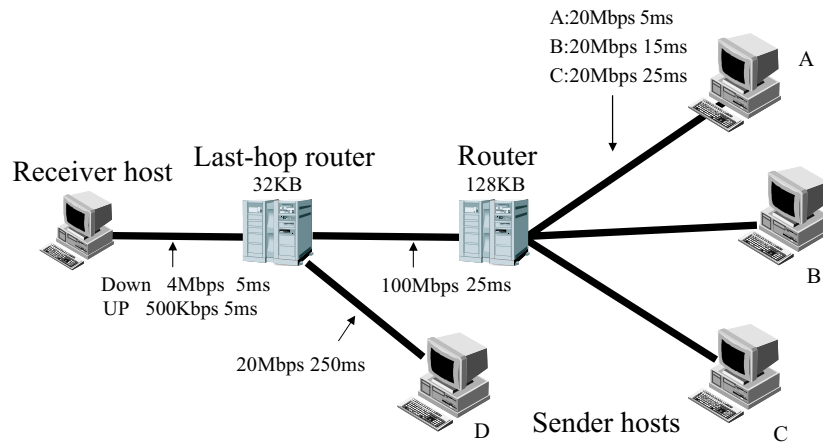 A:20Mbps 5ms
B:20Mbps 15ms
C:20Mbps 25ms
A
Last-hop router
32KB
Router
128KB
Receiver host
B
Down 4Mbps 5ms
UP 500Kbps 5ms
100Mbps 25ms
20Mbps 250ms
D
Sender hosts
C